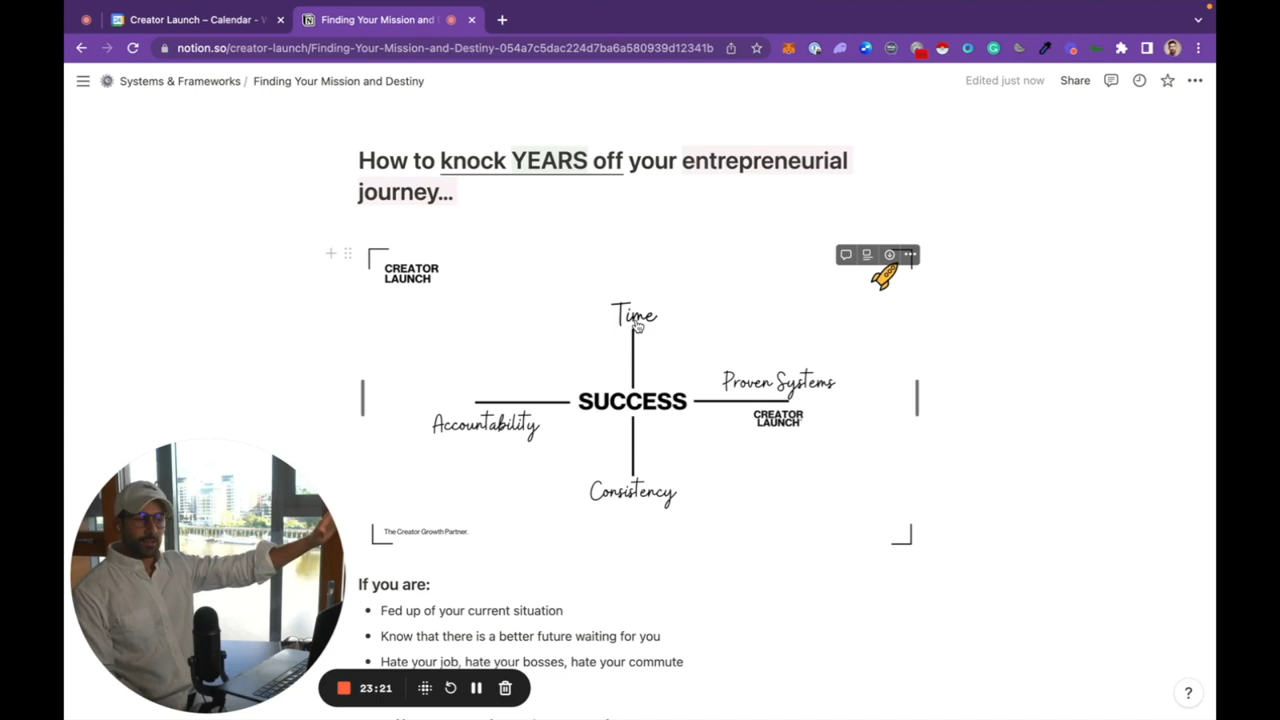 Creator Launch – Calendar -
Finding Your Mission and
notion.so/creator-launch/Finding-Your-Mission-and-Destiny-054a7c5dac224d7ba6a580939d12341b
Systems & Frameworks / Finding Your Mission and Destiny
Edited just now
Share
How to knock YEARS off your entrepreneurial
journey...
CREATOR
LAUNCH
Time
Proven Systems
SUCCESS
CREATOR
LAUNCH
Accountability
Consistency
The Creator Growth Partner.
If you are:
Fed up of your current situation
Know that there is a better future waiting for you
Hate your job, hate your bosses, hate your commute
23:21
?